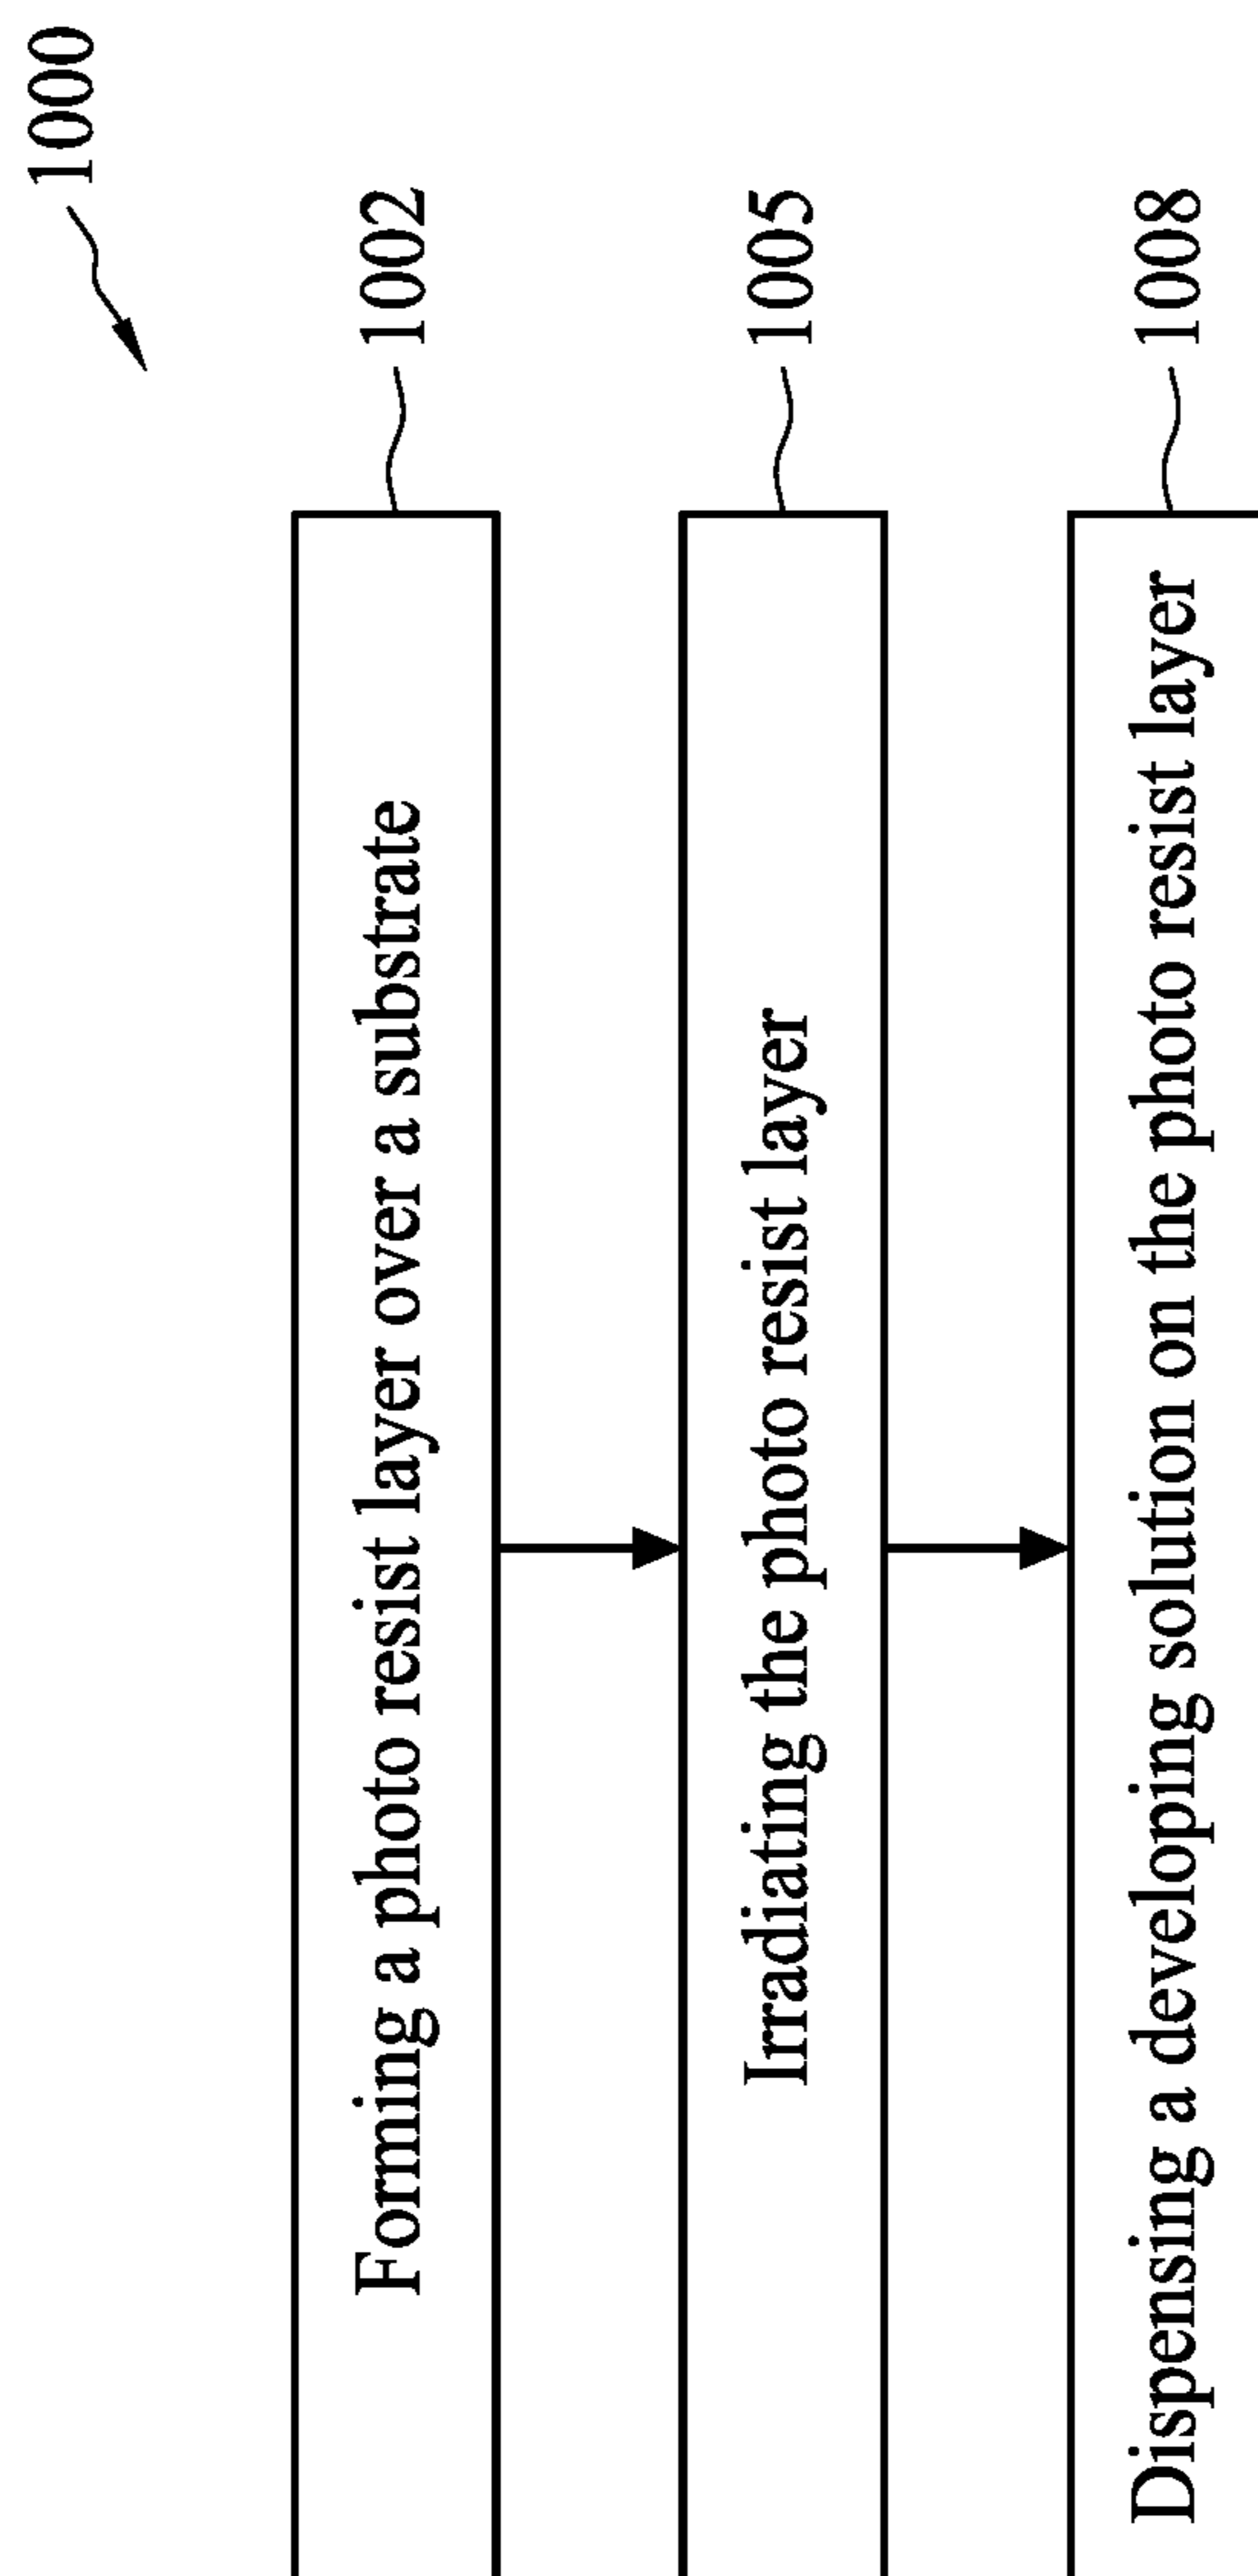 1000
Forming a photo resist layer over a substrate
1002
Irradiating the photo resist layer
1005
Dispensing a developing solution on the photo resist layer
1008